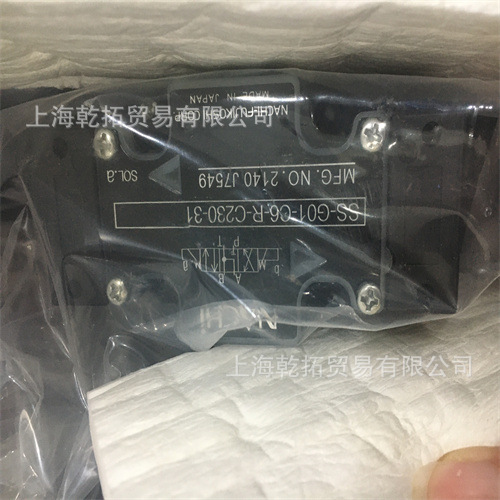 NACHI
b
a
A B
P T
SS-G01-C6-R-C230-31
MFG. NO. 2140 J7549
SOL.a
NACHI-FUJIKOSHI CORP
MADE IN JAPAN
上海乾拓贸易有限公司
上海乾拓贸易有限公司